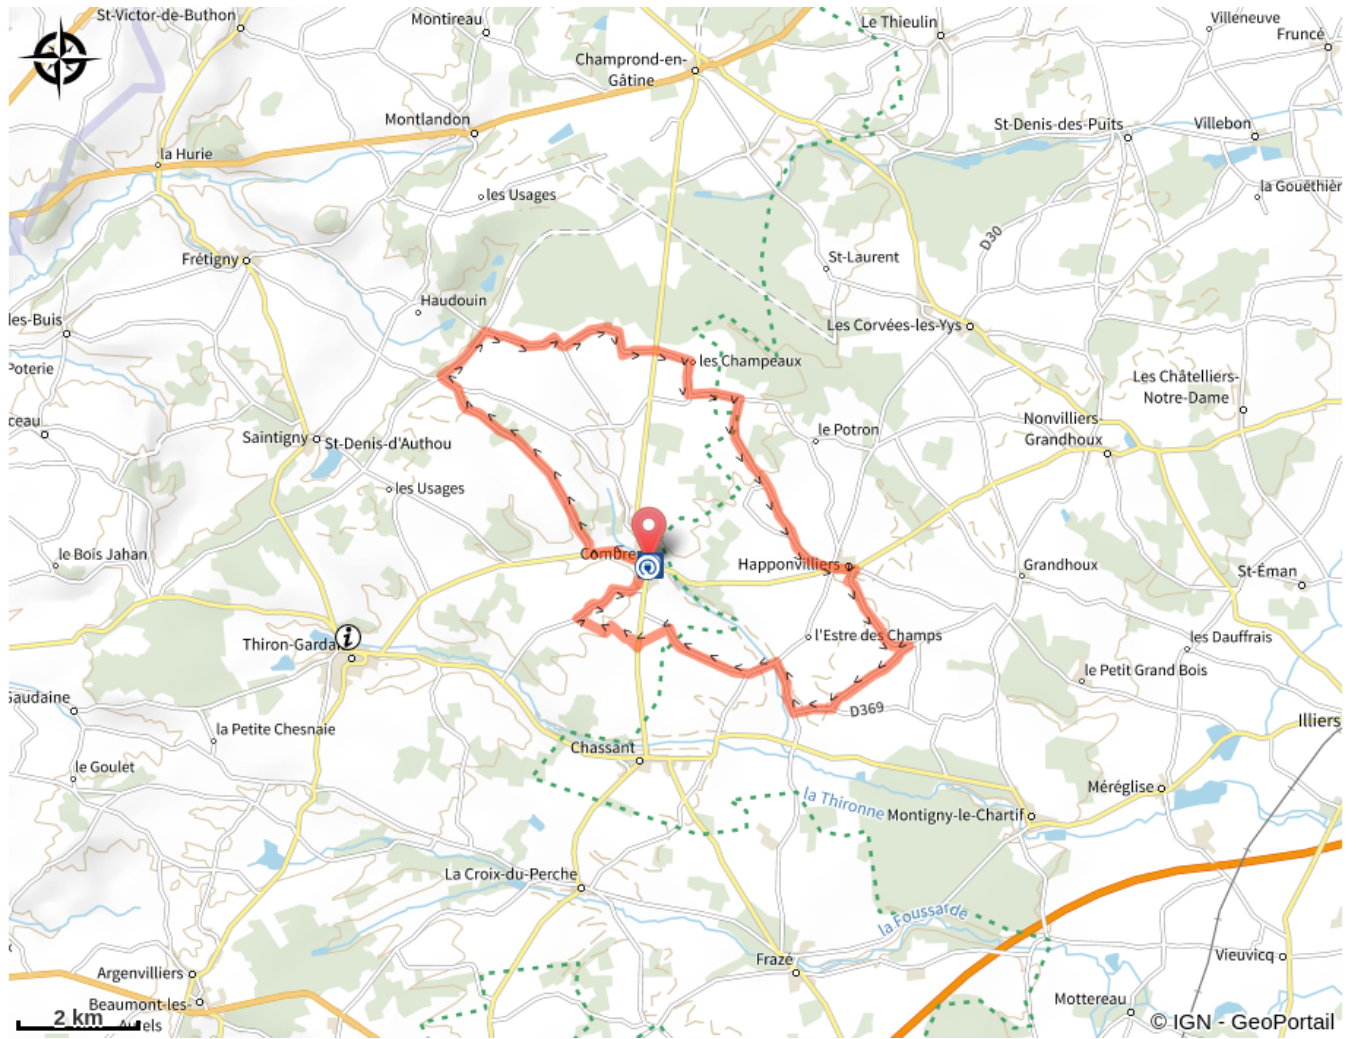 St-Victor-de-Buthon
Montireau
Le Thieulin
Villeneuve
Fruncé
Champrond-en-
Gâtine
Montlandon
St-Denis-des-Puits
Villebon
la Hurie
les Usages
la Gouéthièr
D30
St-Laurent
Frétigny
Haudouin
les-Buis
Les Corvées-les-Yys
Poterie
les Champeaux
Les Châtelliers-
Notre-Dame
ceau
Saintigny
St-Denis-d'Authou
le Potron
Nonvilliers-
Grandhoux
les Usages
le Bois Jahan
Combre
Happonvilliers
Grandhoux
St-Éman
i
Thiron-Gardai
l'Estre des Champs
les Dauffrais
le Petit Grand Bois
Gaudaine
la Petite Chesnaie
D369
Illiers
Chassant
le Goulet
la Thironne
Méréglise
Montigny-le-Chartif
La Croix-du-Perche
la Foussarde
Frazé
Vieuvicq
Argenvilliers
Beaumont-les-
Autels
Mottereau
2 km
© IGN - GeoPortail